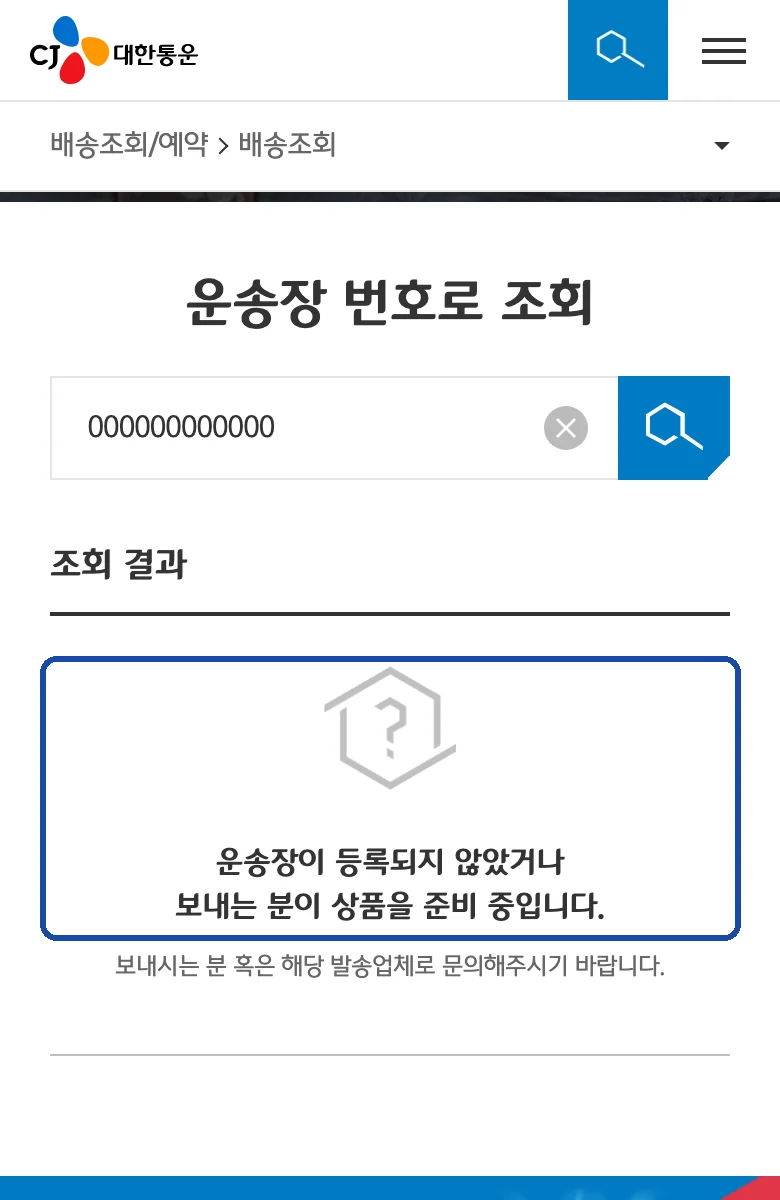 CJ 대한통운
배송조회/예약 > 배송조회
운송장 번호로 조회
000000000000
조회 결과
?
운송장이 등록되지 않았거나
보내는 분이 상품을 준비 중입니다.
보내시는 분 혹은 해당 발송업체로 문의해주시기 바랍니다.